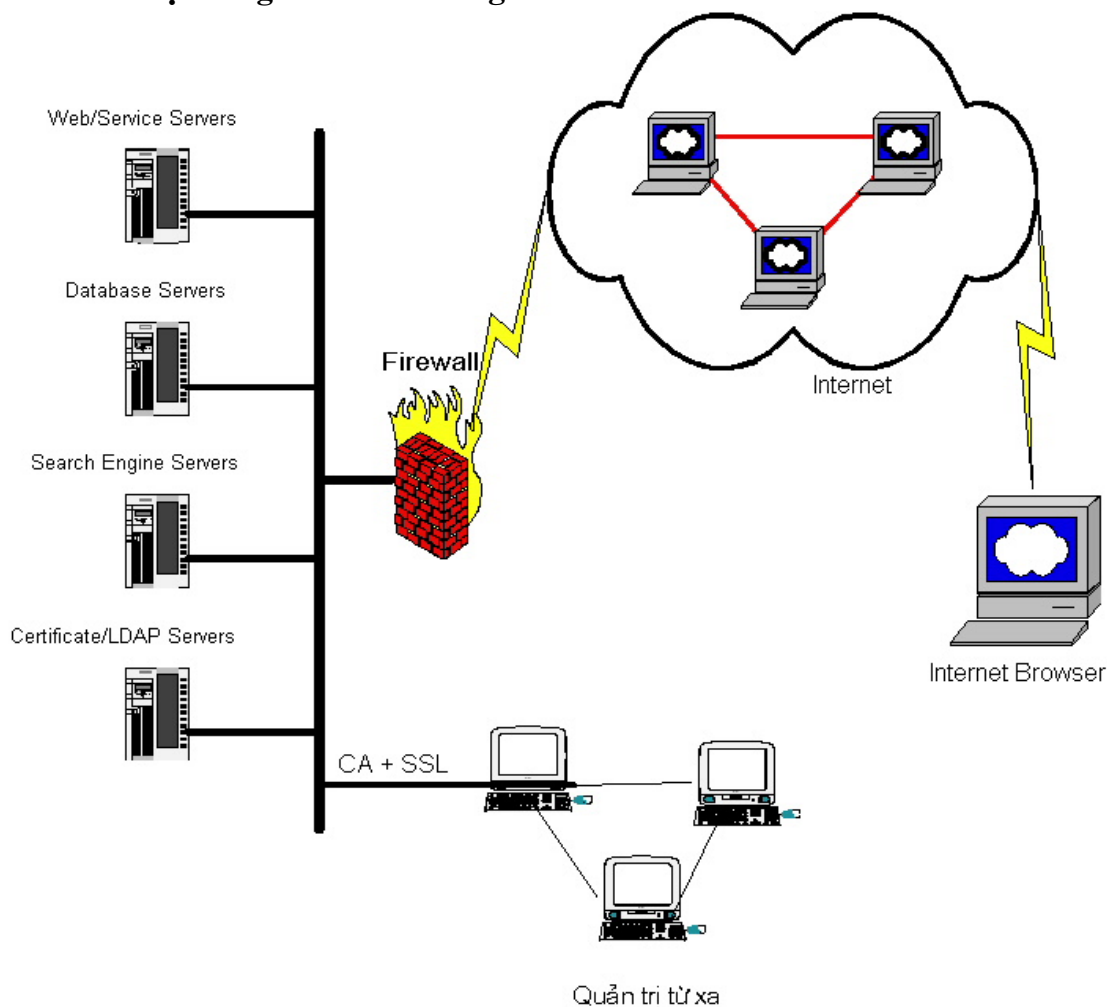 Web/Service Servers
Database Servers
Firewall
Internet
Search Engine Servers
Certificate/LDAP Servers
Internet Browser
CA + SSL
Quản tri từ xa